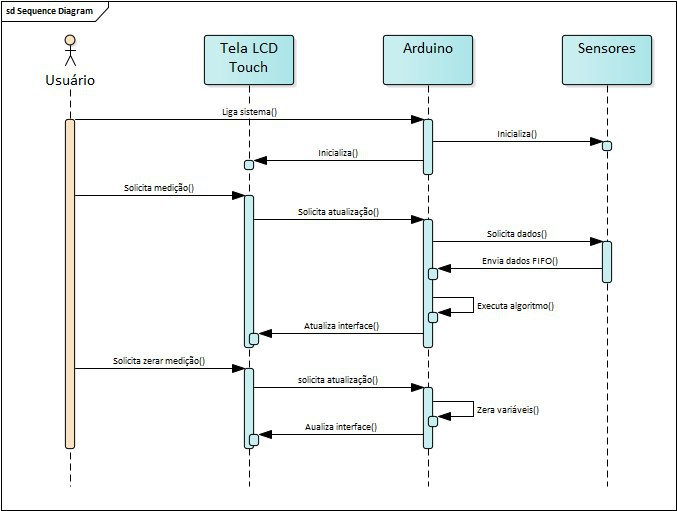 sd Sequence Diagram
Usuário
Tela LCD
Touch
Arduino
Sensores
Liga sistema()
Inicializa()
Inicializa()
Solicita medição()
Solicita atualização()
Solicita dados()
Envia dados FIFO()
Executa algoritmo()
Atualiza interface()
Solicita zerar medição()
solicita atualização()
Zera variáveis()
Aualiza interface()